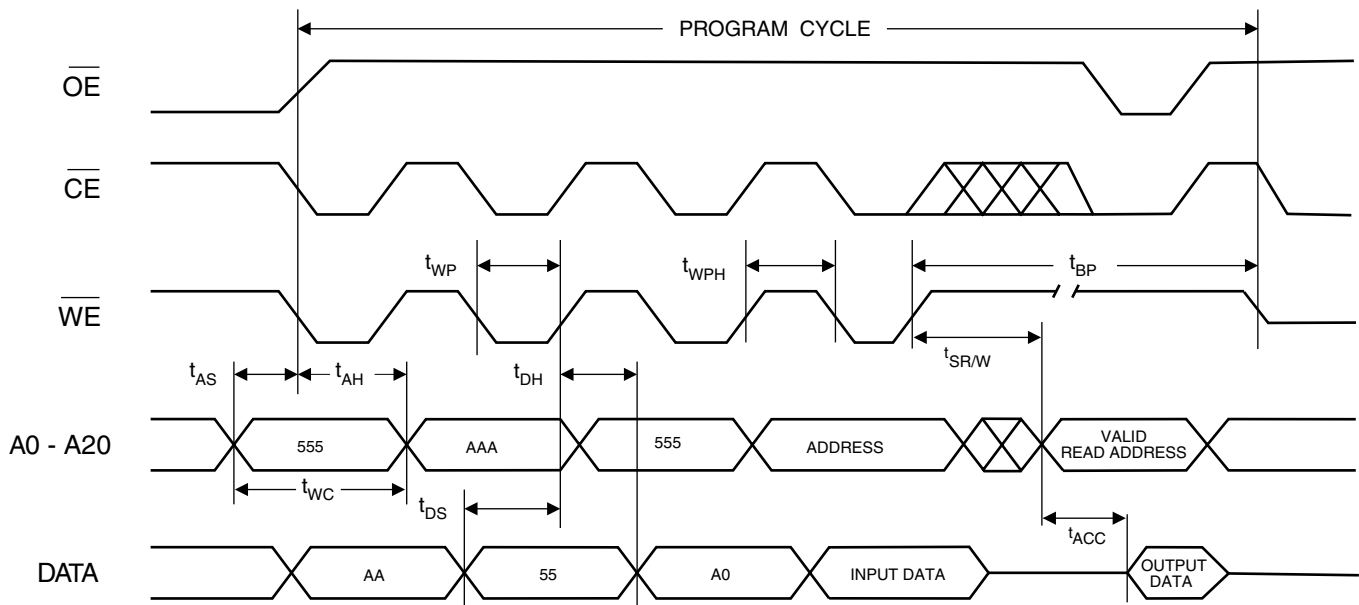 PROGRAM CYCLE
OE
CE
tWP
tWPH
tBP
WE
tSR/W
tAS
tAH
tDH
A0 - A20
555
AAA
555
ADDRESS
VALID
READ ADDRESS
tWC
tDS
tACC
DATA
AA
55
A0
INPUT DATA
OUTPUT
DATA